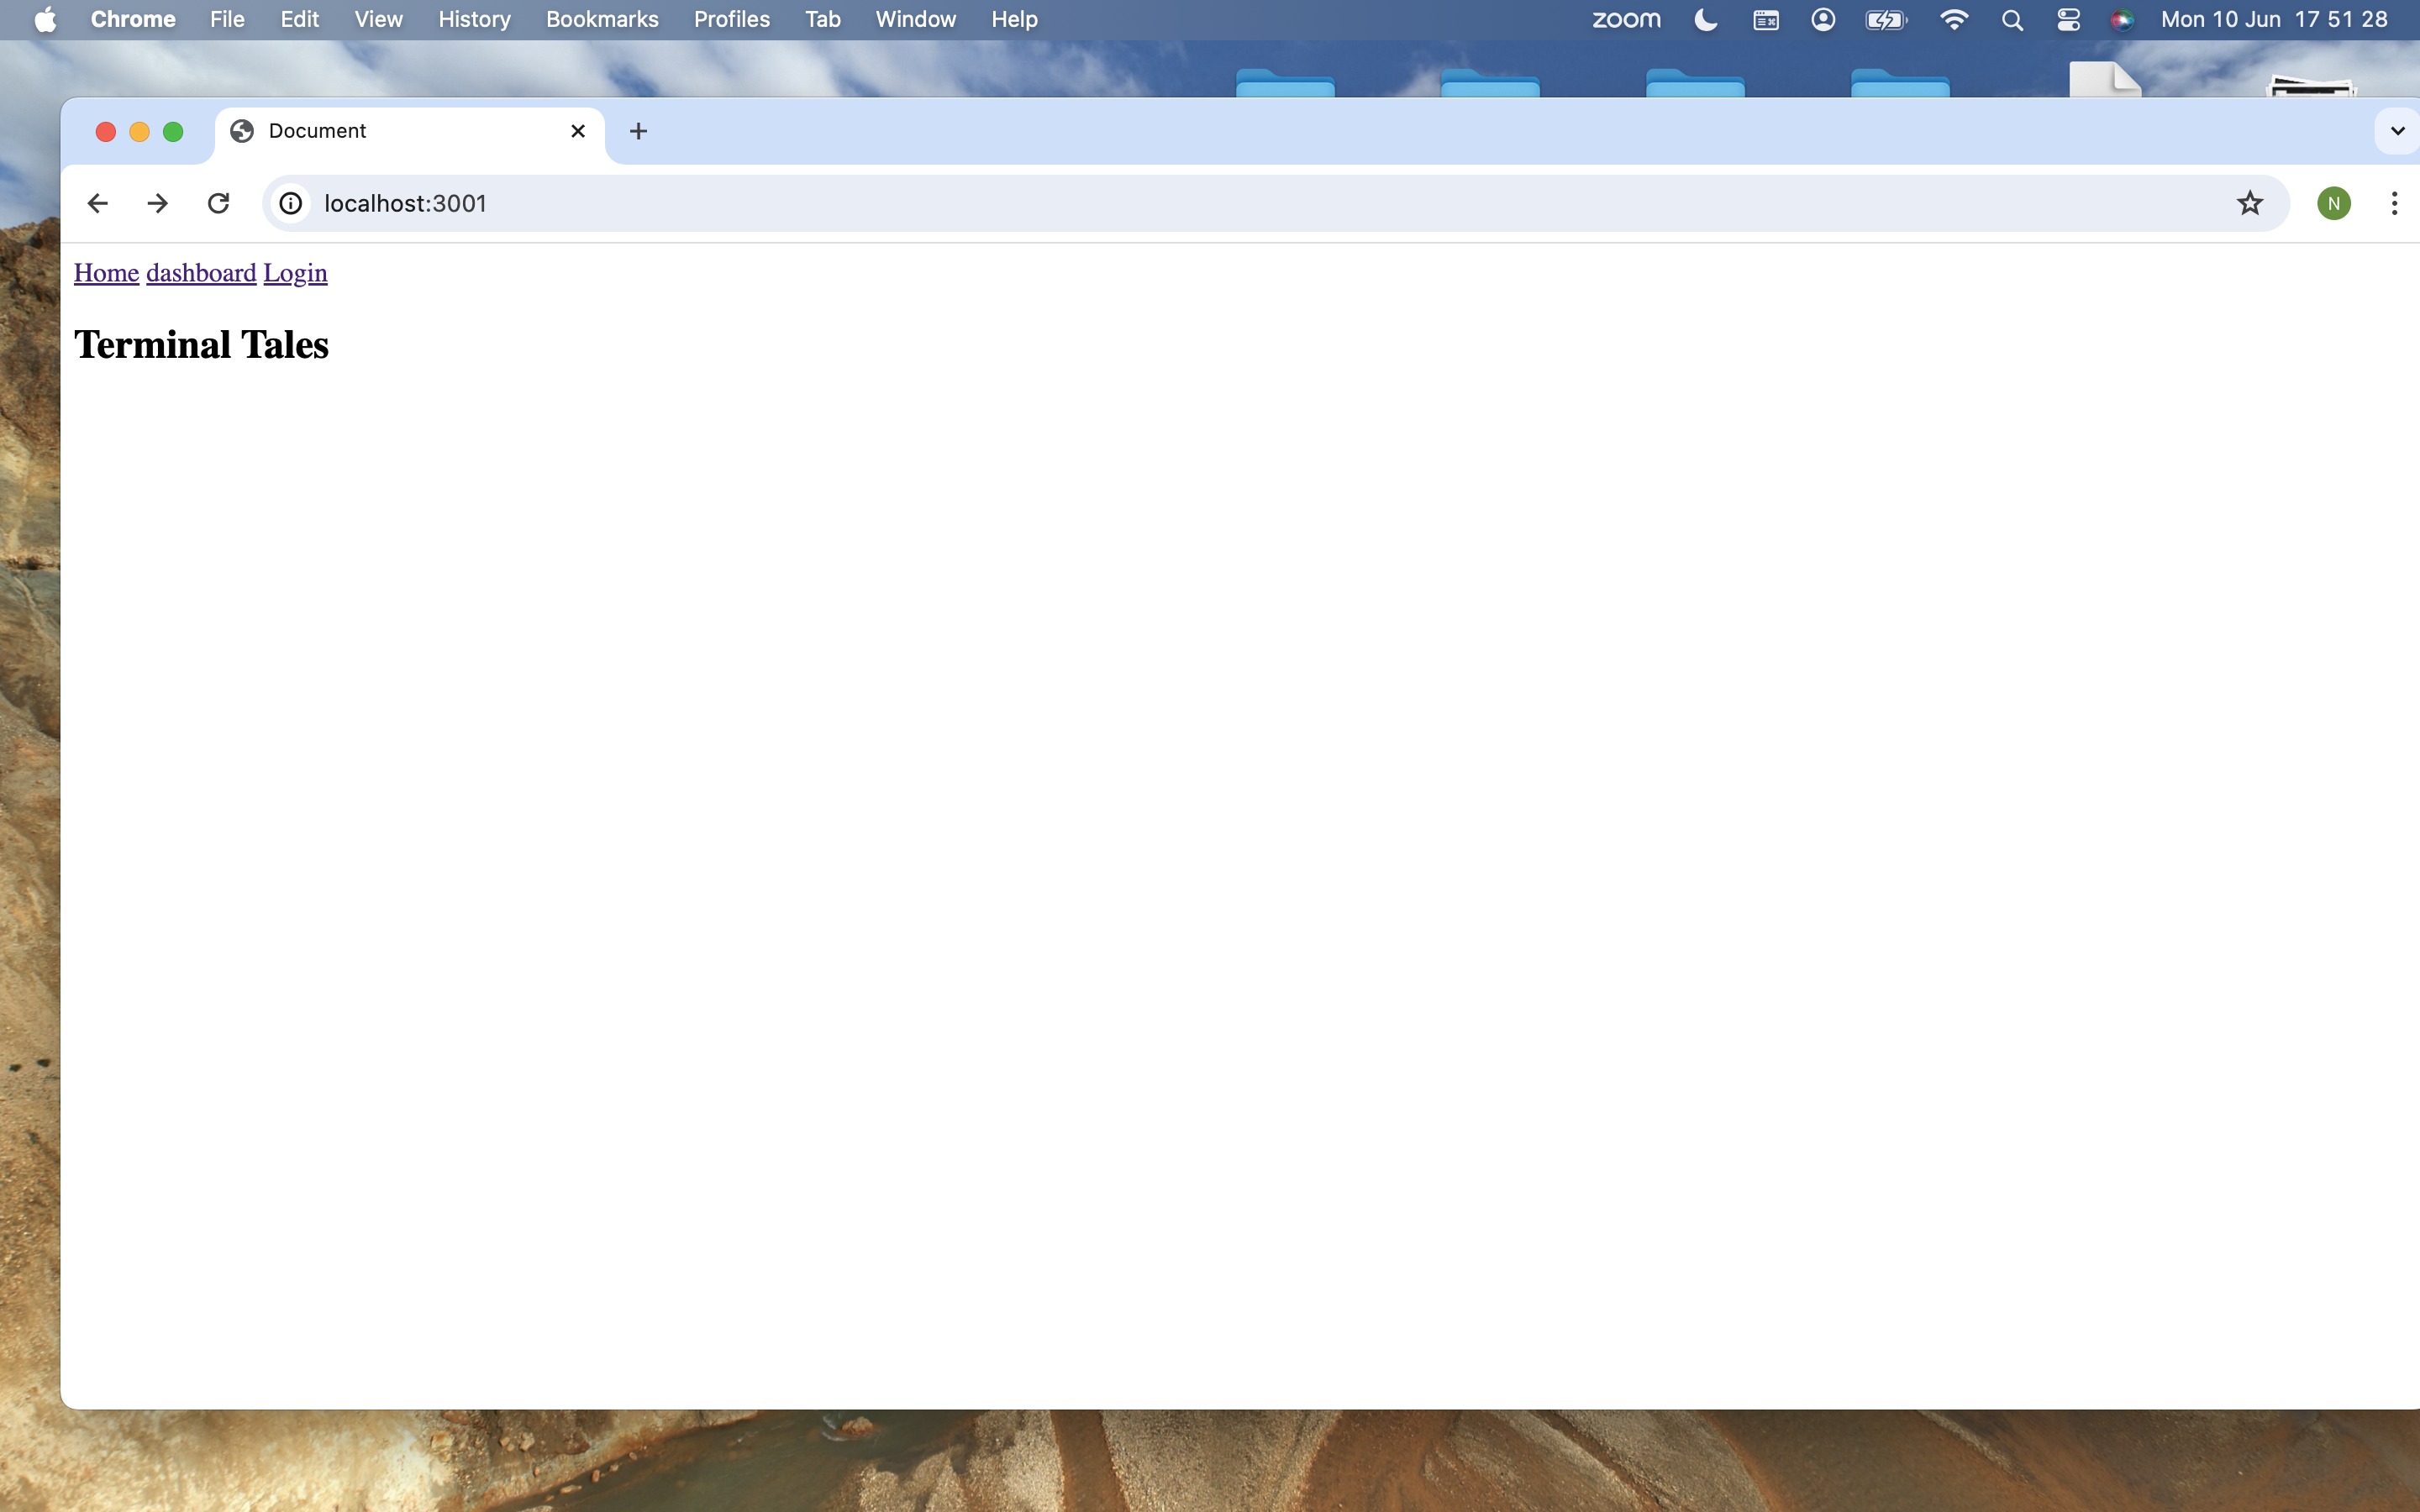 Chrome File Edit View History Bookmarks Profiles Tab Window Help zoom Mon 10 Jun 17 51 28
Document
localhost:3001 N
Home dashboard Login
Terminal Tales